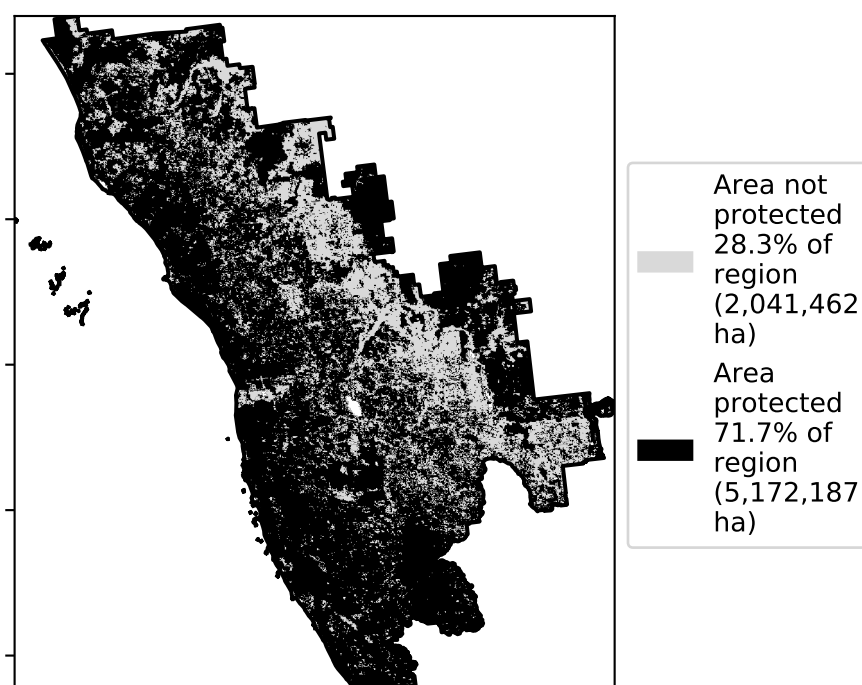 Area not
protected
28.3% of
region
(2,041,462
ha)
Area
protected
71.7% of
region
(5,172,187
ha)